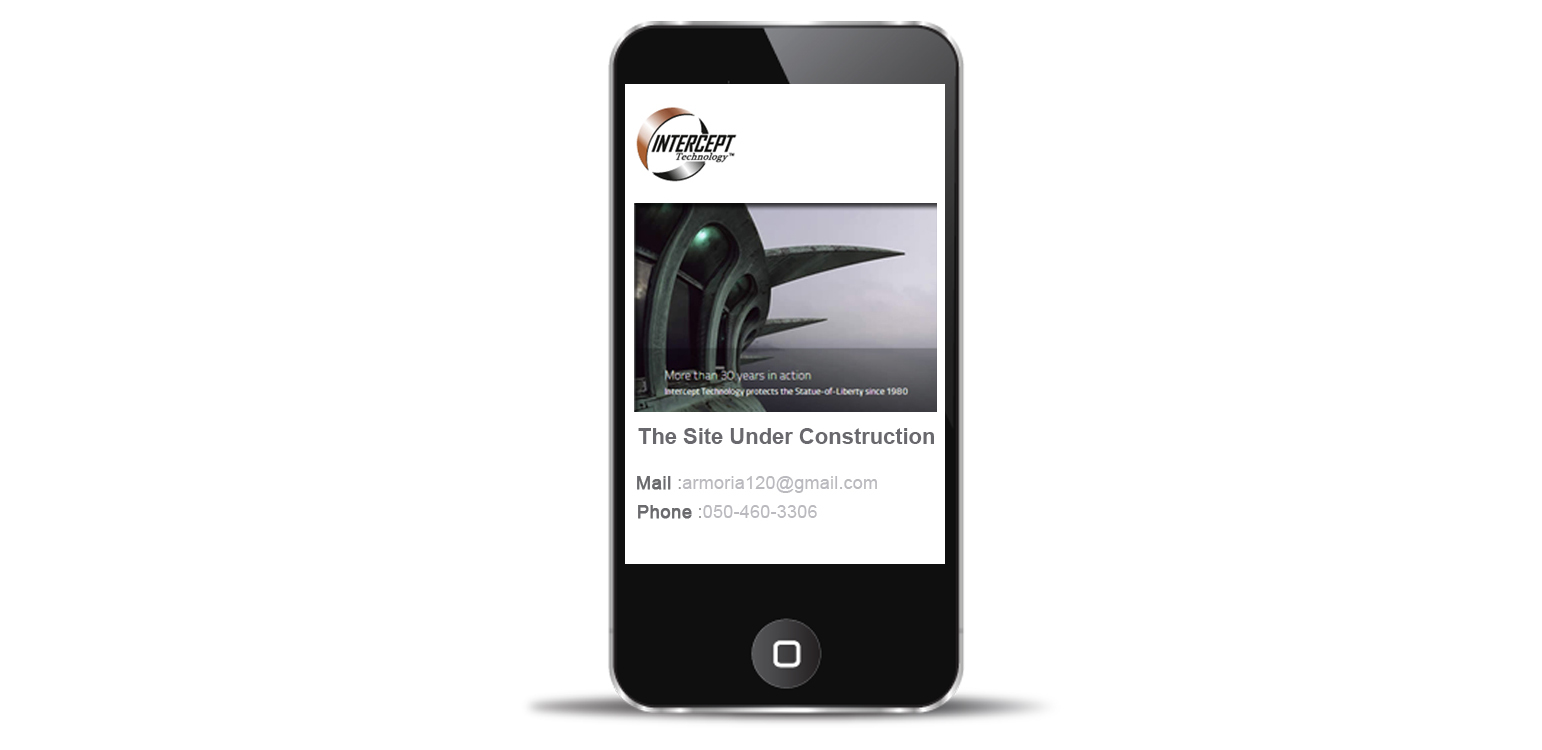 INTERCEPT
Technology™
More than 30 years in action
Intercept Technology protects the Statue-of-Liberty since 1980
The Site Under Construction
Mail :armoria120@gmail.com
Phone :050-460-3306